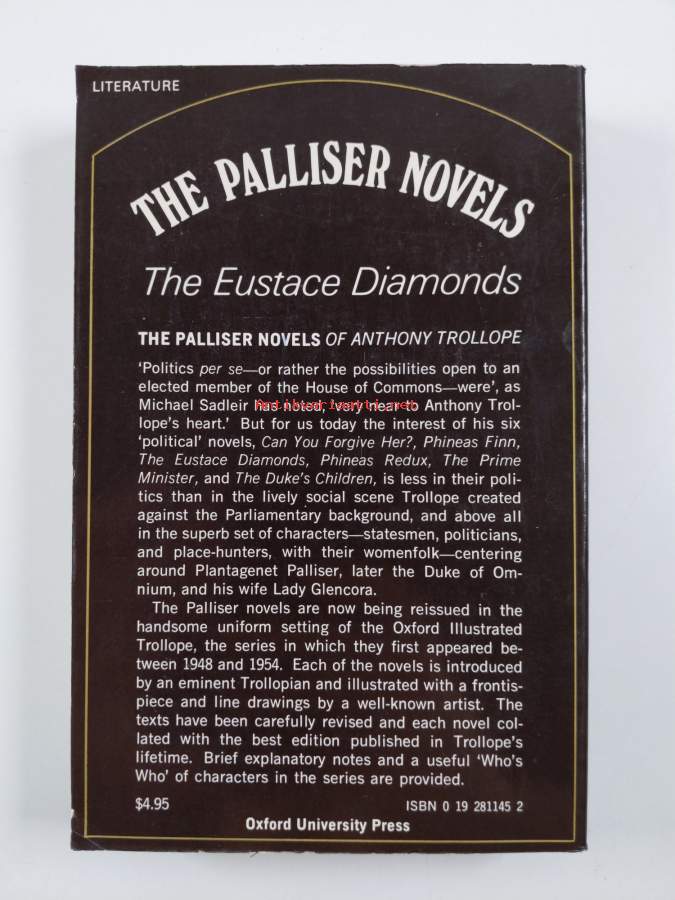 LITERATURE
THE PALLISER NOVELS
The Eustace Diamonds
THE PALLISER NOVELS OF ANTHONY TROLLOPE
'Politics per se—or rather the possibilities open to an
elected member of the House of Commons—were', as
Michael Sadleir has noted, 'very near to Anthony Trol-
lope's heart.' But for us today the interest of his six
'political' novels, Can You Forgive Her?, Phineas Finn,
The Eustace Diamonds, Phineas Redux, The Prime
Minister, and The Duke's Children, is less in their poli-
tics than in the lively social scene Trollope created
against the Parliamentary background, and above all
in the superb set of characters—statesmen, politicians,
and place-hunters, with their womenfolk—centering
around Plantagenet Palliser, later the Duke of Om-
nium, and his wife Lady Glencora.
The Palliser novels are now being reissued in the
handsome uniform setting of the Oxford Illustrated
Trollope, the series in which they first appeared be-
tween 1948 and 1954. Each of the novels is introduced
by an eminent Trollopian and illustrated with a frontis-
piece and line drawings by a well-known artist. The
texts have been carefully revised and each novel col-
lated with the best edition published in Trollope's
lifetime. Brief explanatory notes and a useful 'Who's
Who' of characters in the series are provided.
$4.95 ISBN 0 19 281145 2
Oxford University Press